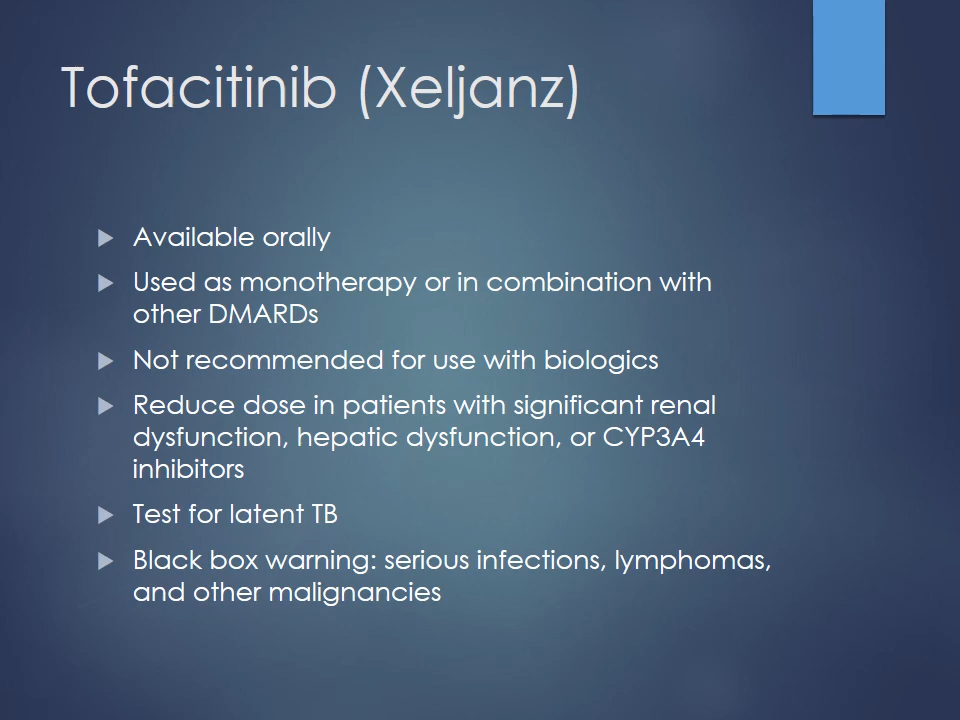 Tofacitinib (Xeljanz)
Available orally
Used as monotherapy or in combination with
other DMARDs
Not recommended for use with biologics
Reduce dose in patients with significant renal
dysfunction, hepatic dysfunction, or CYP3A4
inhibitors
Test for latent TB
Black box warning: serious infections, lymphomas,
and other malignancies